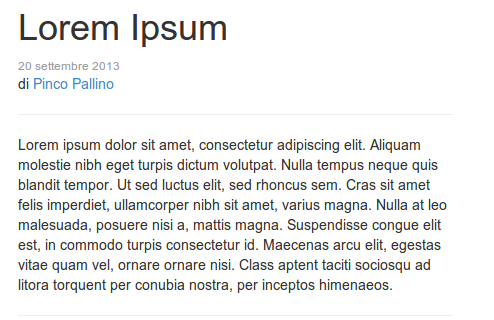 Lorem Ipsum
20 settembre 2013
di Pinco Pallino
Lorem ipsum dolor sit amet, consectetur adipiscing elit. Aliquam
molestie nibh eget turpis dictum volutpat. Nulla tempus neque quis
blandit tempor. Ut sed luctus elit, sed rhoncus sem. Cras sit amet
felis imperdiet, ullamcorper nibh sit amet, varius magna. Nulla at leo
malesuada, posuere nisi a, mattis magna. Suspendisse congue elit
est, in commodo turpis consectetur id. Maecenas arcu elit, egestas
vitae quam vel, ornare ornare nisi. Class aptent taciti sociosqu ad
litora torquent per conubia nostra, per inceptos himenaeos.